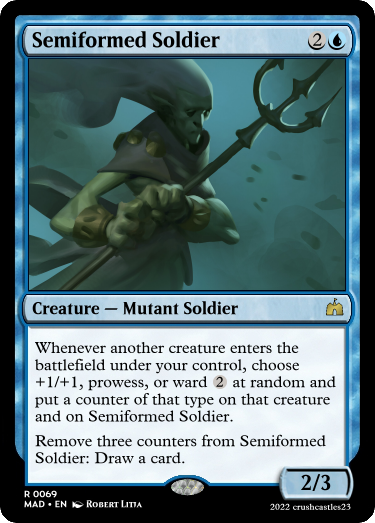 Semiformed Soldier 2
Creature — Mutant Soldier
Whenever another creature enters the
battlefield under your control, choose
+1/+1, prowess, or ward 2 at random and
put a counter of that type on that creature
and on Semiformed Soldier.
Remove three counters from Semiformed
Soldier: Draw a card.
2/3
R 0069
MAD • EN Robert Litia
2022 crushcastles23